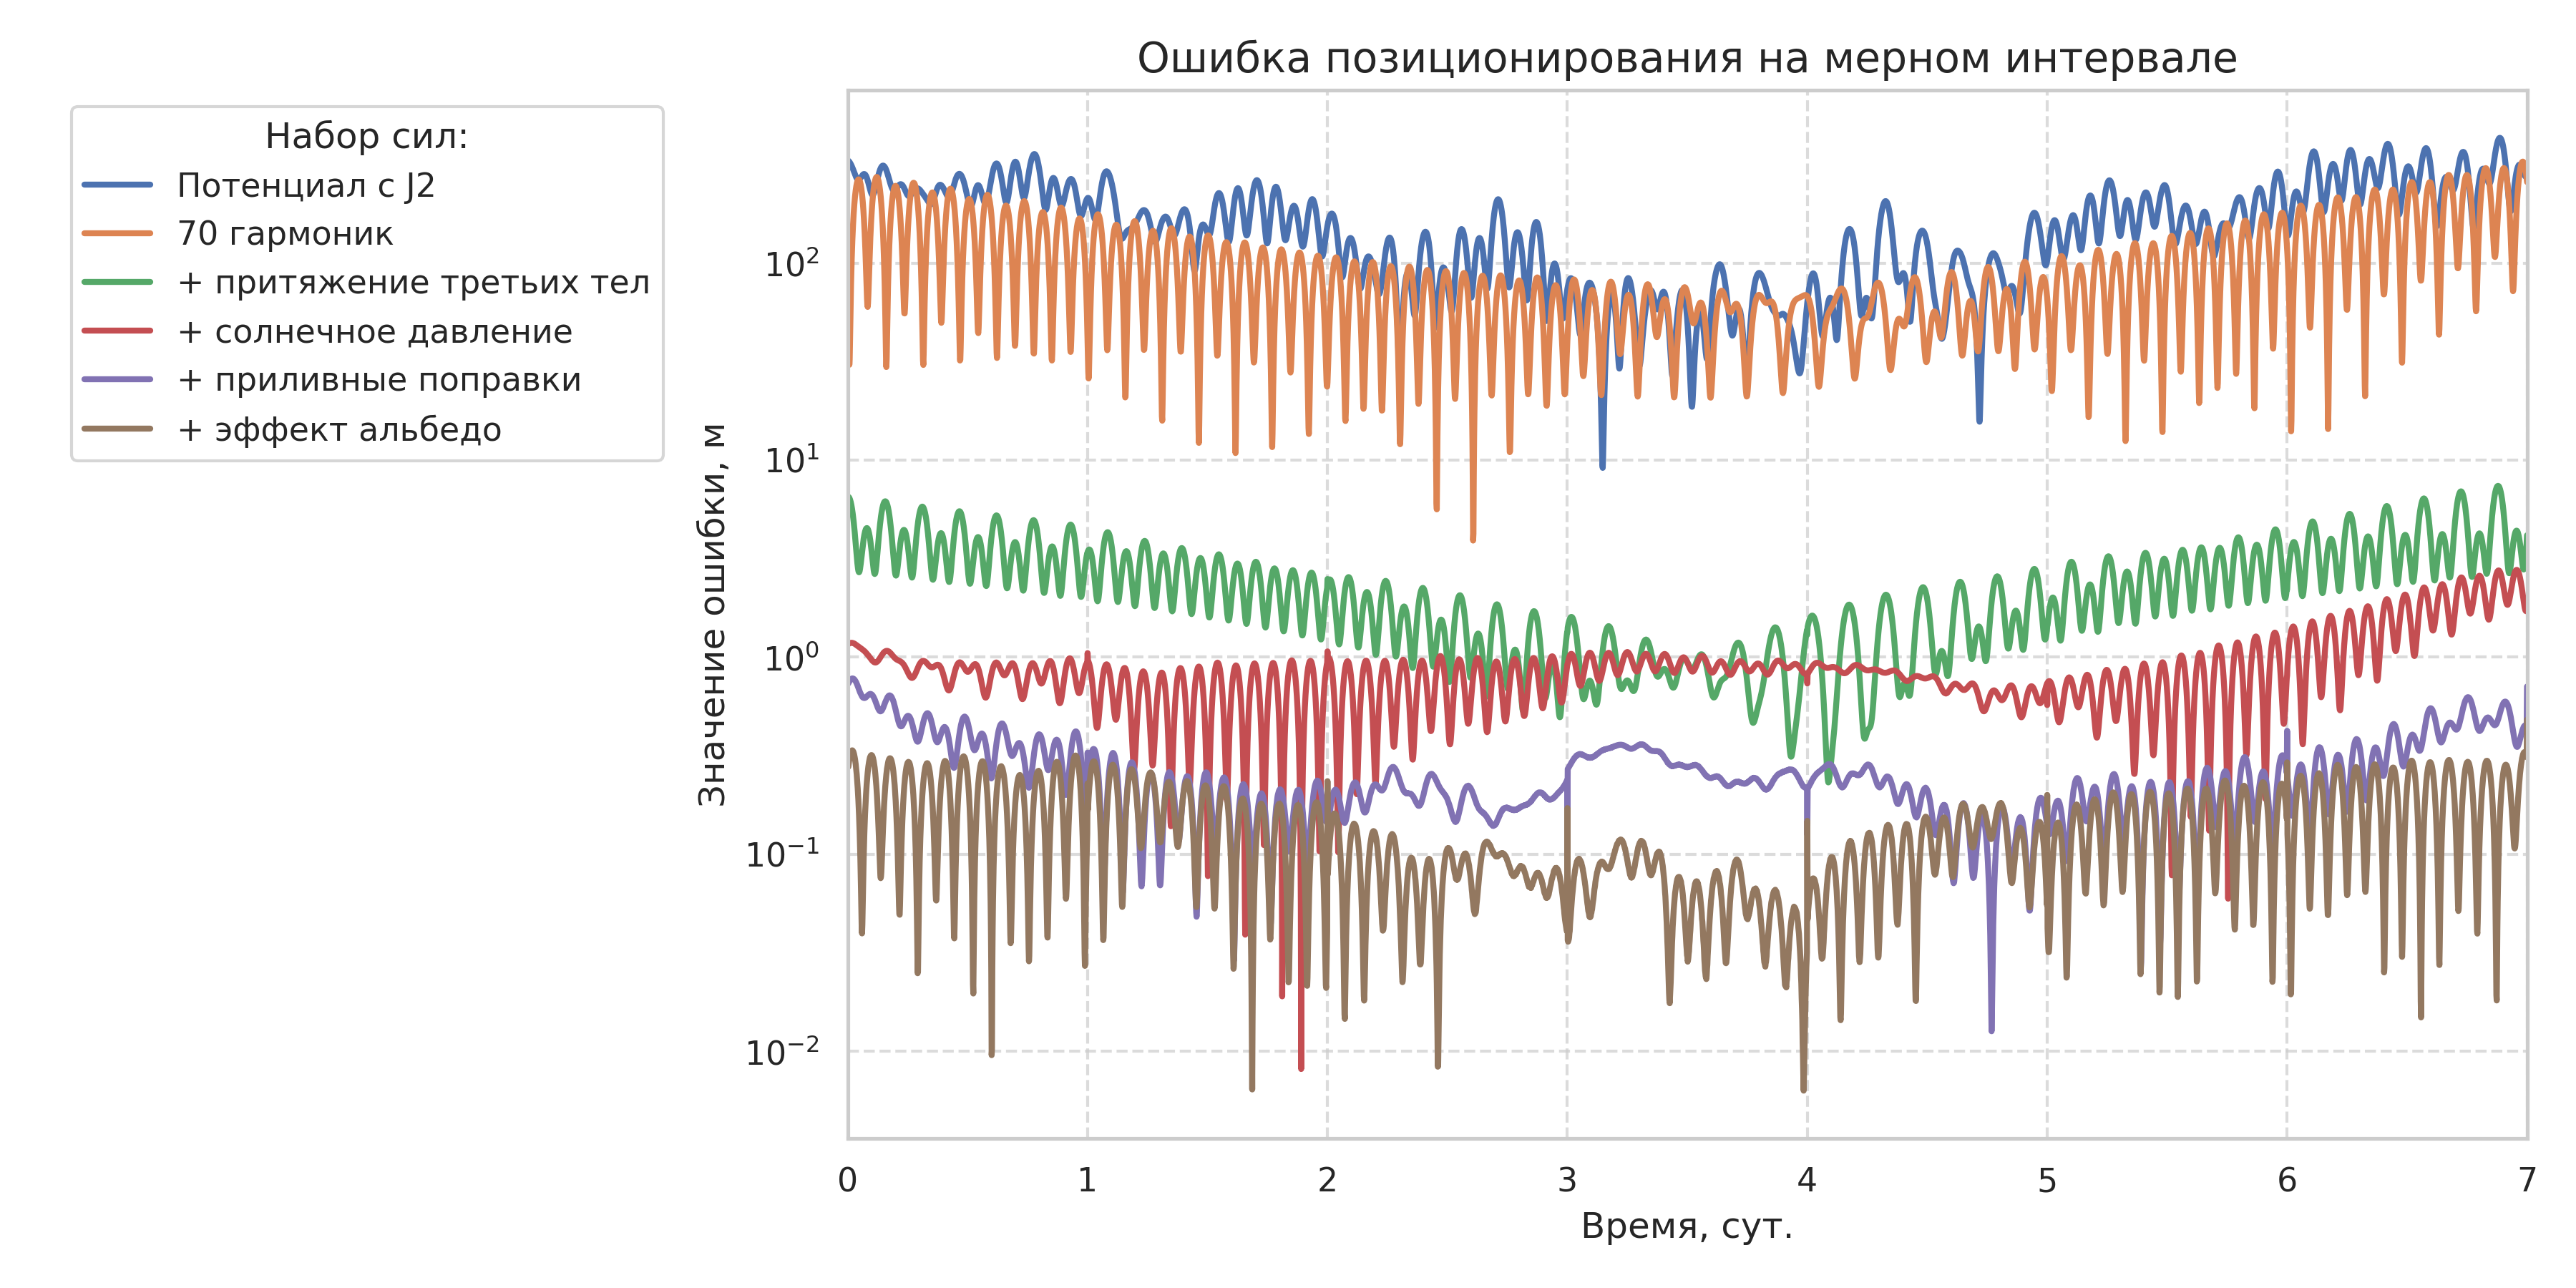 Ошибка позиционирования на мерном интервале
Набор сил:
Потенциал с J2
70 гармоник
+ притяжение третьих тел
+ солнечное давление
+ приливные поправки
+ эффект альбедо
Значение ошибки, м
10²
10¹
10⁰
10⁻¹
10⁻²
0 1 2 3 4 5 6 7
Время, сут.